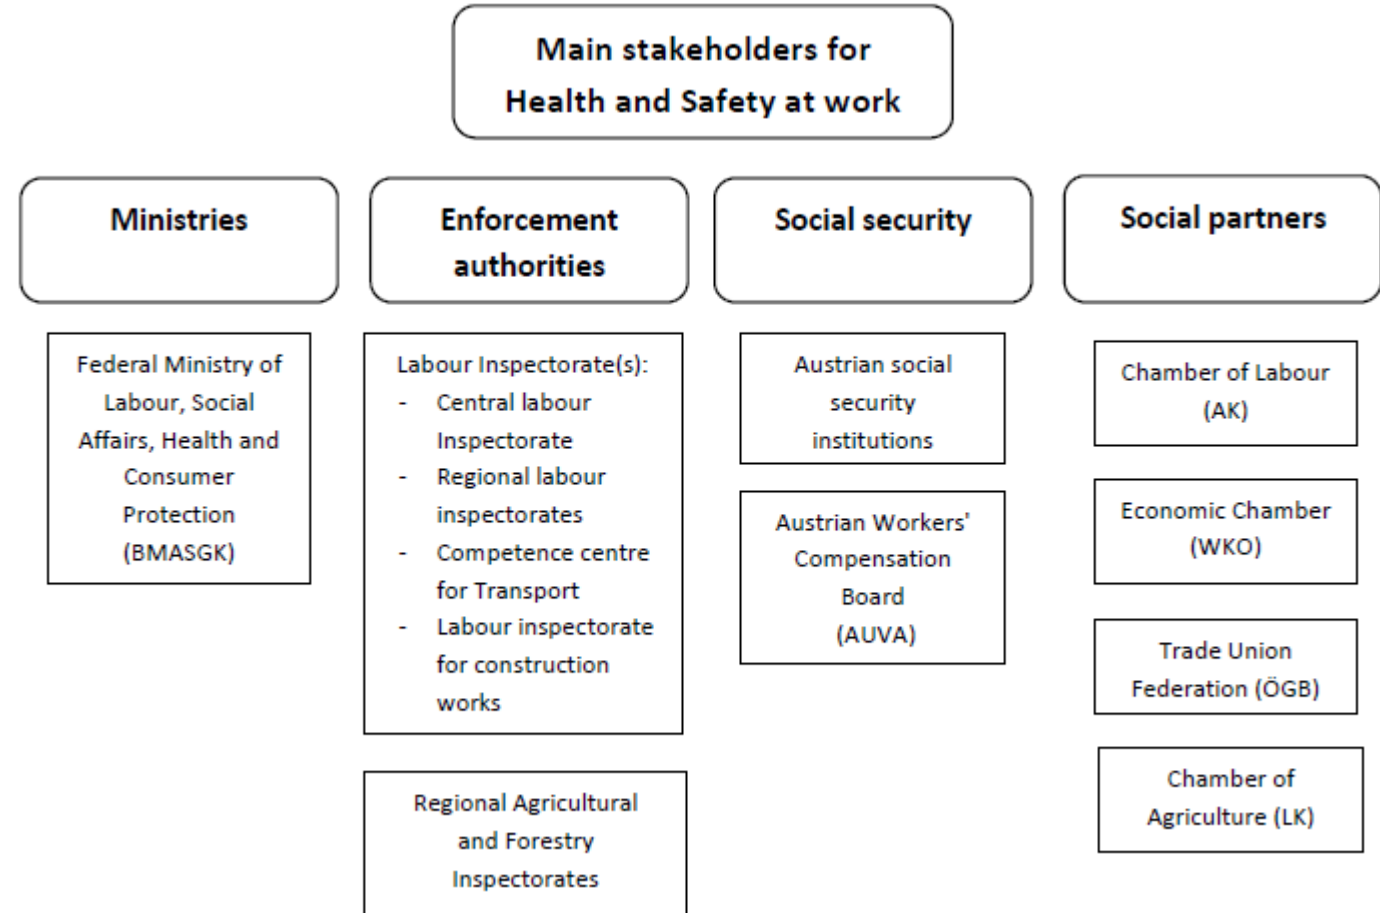 Main stakeholders for
Health and Safety at work
Ministries
Federal Ministry of
Labour, Social
Affairs, Health and
Consumer
Protection
(BMASGK)
Enforcement
authorities
Labour Inspectorate(s):
- Central labour
Inspectorate
- Regional labour
inspectorates
- Competence centre
for Transport
- Labour inspectorate
for construction
works
Regional Agricultural
and Forestry
Inspectorates
Social security
Austrian social
security
institutions
Austrian Workers'
Compensation
Board
(AUVA)
Social partners
Chamber of Labour
(AK)
Economic Chamber
(WKO)
Trade Union
Federation (ÖGB)
Chamber of
Agriculture (LK)